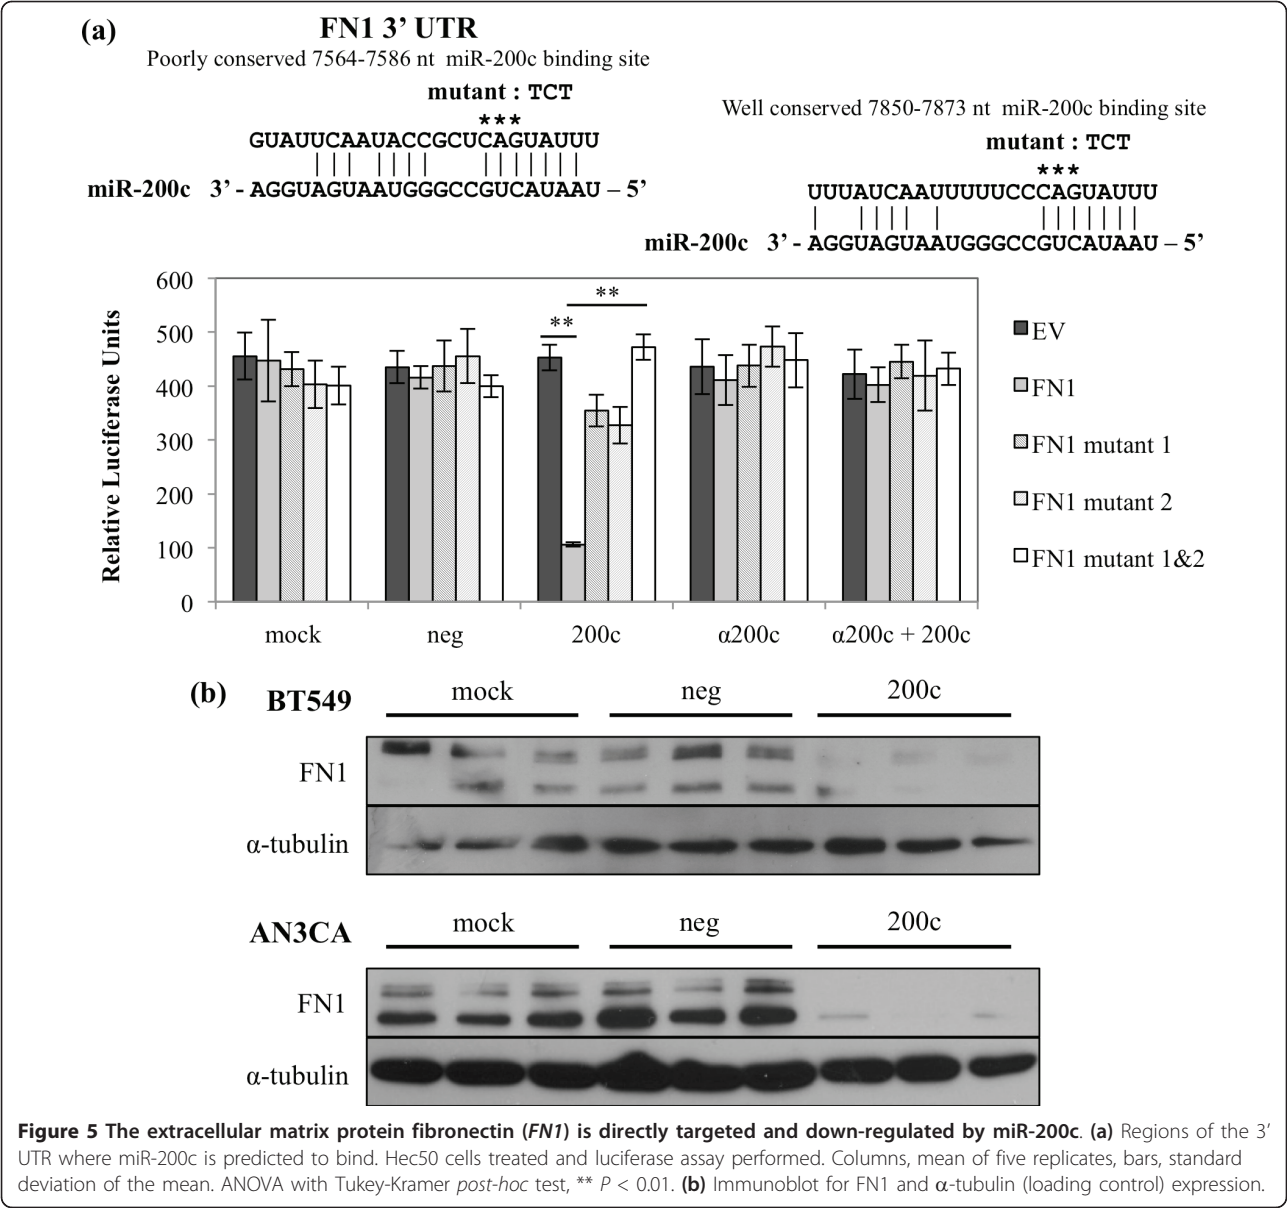 (a)
FN1 3’ UTR
Poorly conserved 7564-7586 nt miR-200c binding site
mutant : TCT
***
GUAUUCAAUACCGCUCAGUAUUU
miR-200c 3’ - AGGUAGUAAUGGGCCGUCAUAAU – 5’
Well conserved 7850-7873 nt miR-200c binding site
mutant : TCT
***
UUUAUCAAUUUUUCCCAGUAUUU
miR-200c 3’ - AGGUAGUAAUGGGCCGUCAUAAU – 5’
Relative Luciferase Units
600
500
400
300
200
100
0
**
**
mock neg 200c α200c α200c + 200c
EV
FN1
FN1 mutant 1
FN1 mutant 2
FN1 mutant 1&2
(b)
BT549 mock neg 200c
FN1
α-tubulin
AN3CA mock neg 200c
FN1
α-tubulin
Figure 5 The extracellular matrix protein fibronectin (FN1) is directly targeted and down-regulated by miR-200c. (a) Regions of the 3’
UTR where miR-200c is predicted to bind. Hec50 cells treated and luciferase assay performed. Columns, mean of five replicates, bars, standard
deviation of the mean. ANOVA with Tukey-Kramer post-hoc test, ** P < 0.01. (b) Immunoblot for FN1 and α-tubulin (loading control) expression.